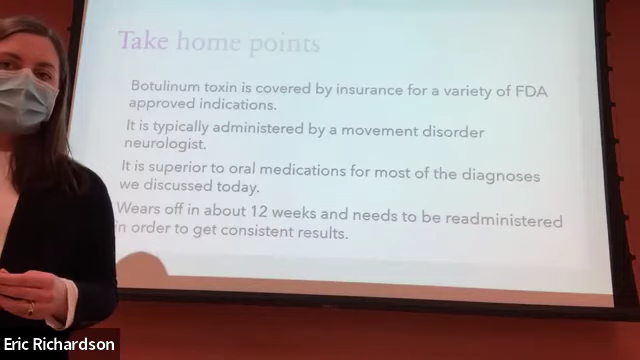 Take home points
Botulinum toxin is covered by insurance for a variety of FDA
approved indications.
It is typically administered by a movement disorder
neurologist.
It is superior to oral medications for most of the diagnoses
we discussed today.
Wears off in about 12 weeks and needs to be readministered
in order to get consistent results.
Eric Richardson